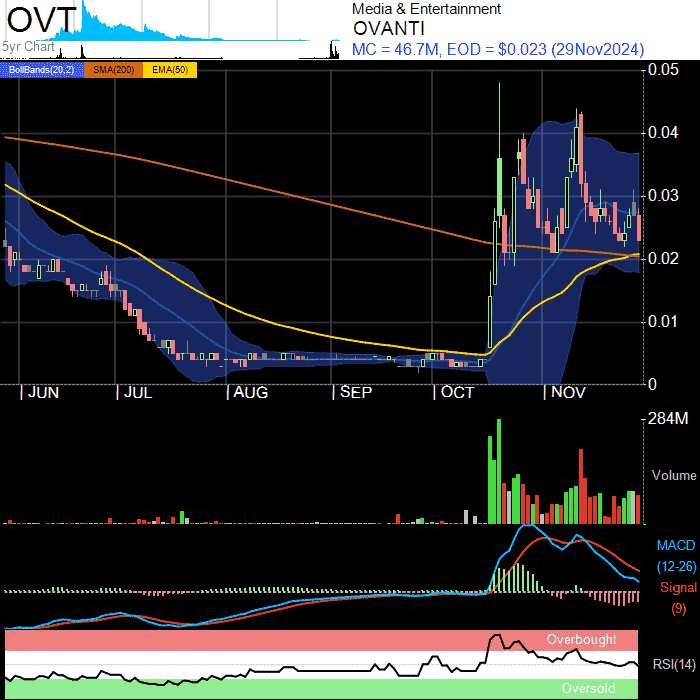 OVT
5yr Chart
Media & Entertainment
OVANTI
MC = 46.7M, EOD = $0.023 (29Nov2024)
BollBands(20,2) SMA(200) EMA(50)
0.05
0.04
0.03
0.02
0.01
0
JUN JUL AUG SEP OCT NOV
284M
Volume
MACD
(12-26)
Signal
(9)
Overbought
RSI(14)
Oversold